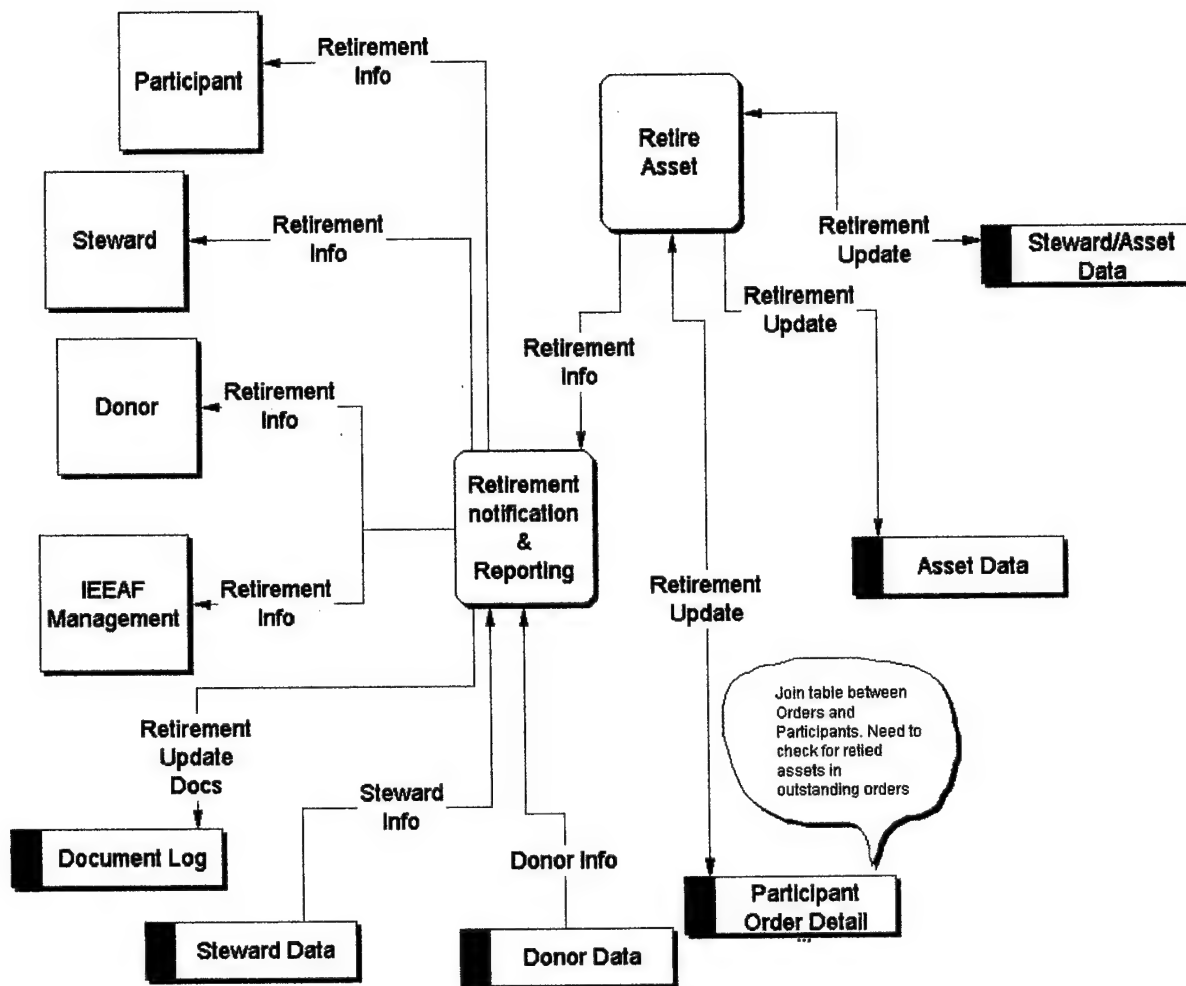 Participant
Retirement
Info
Retire
Asset
Steward
Retirement
Info
Retirement
Update
Steward/Asset
Data
Retirement
Update
Retirement
Info
Donor
Retirement
Info
Retirement
notification
&
Reporting
Asset Data
IEEAF
Management
Retirement
Info
Retirement
Update
Join table between
Orders and
Participants. Need to
check for retied
assets in
outstanding orders
Retirement
Update
Docs
Steward
Info
Document Log
Donor Info
Participant
Order Detail
...
Steward Data
Donor Data